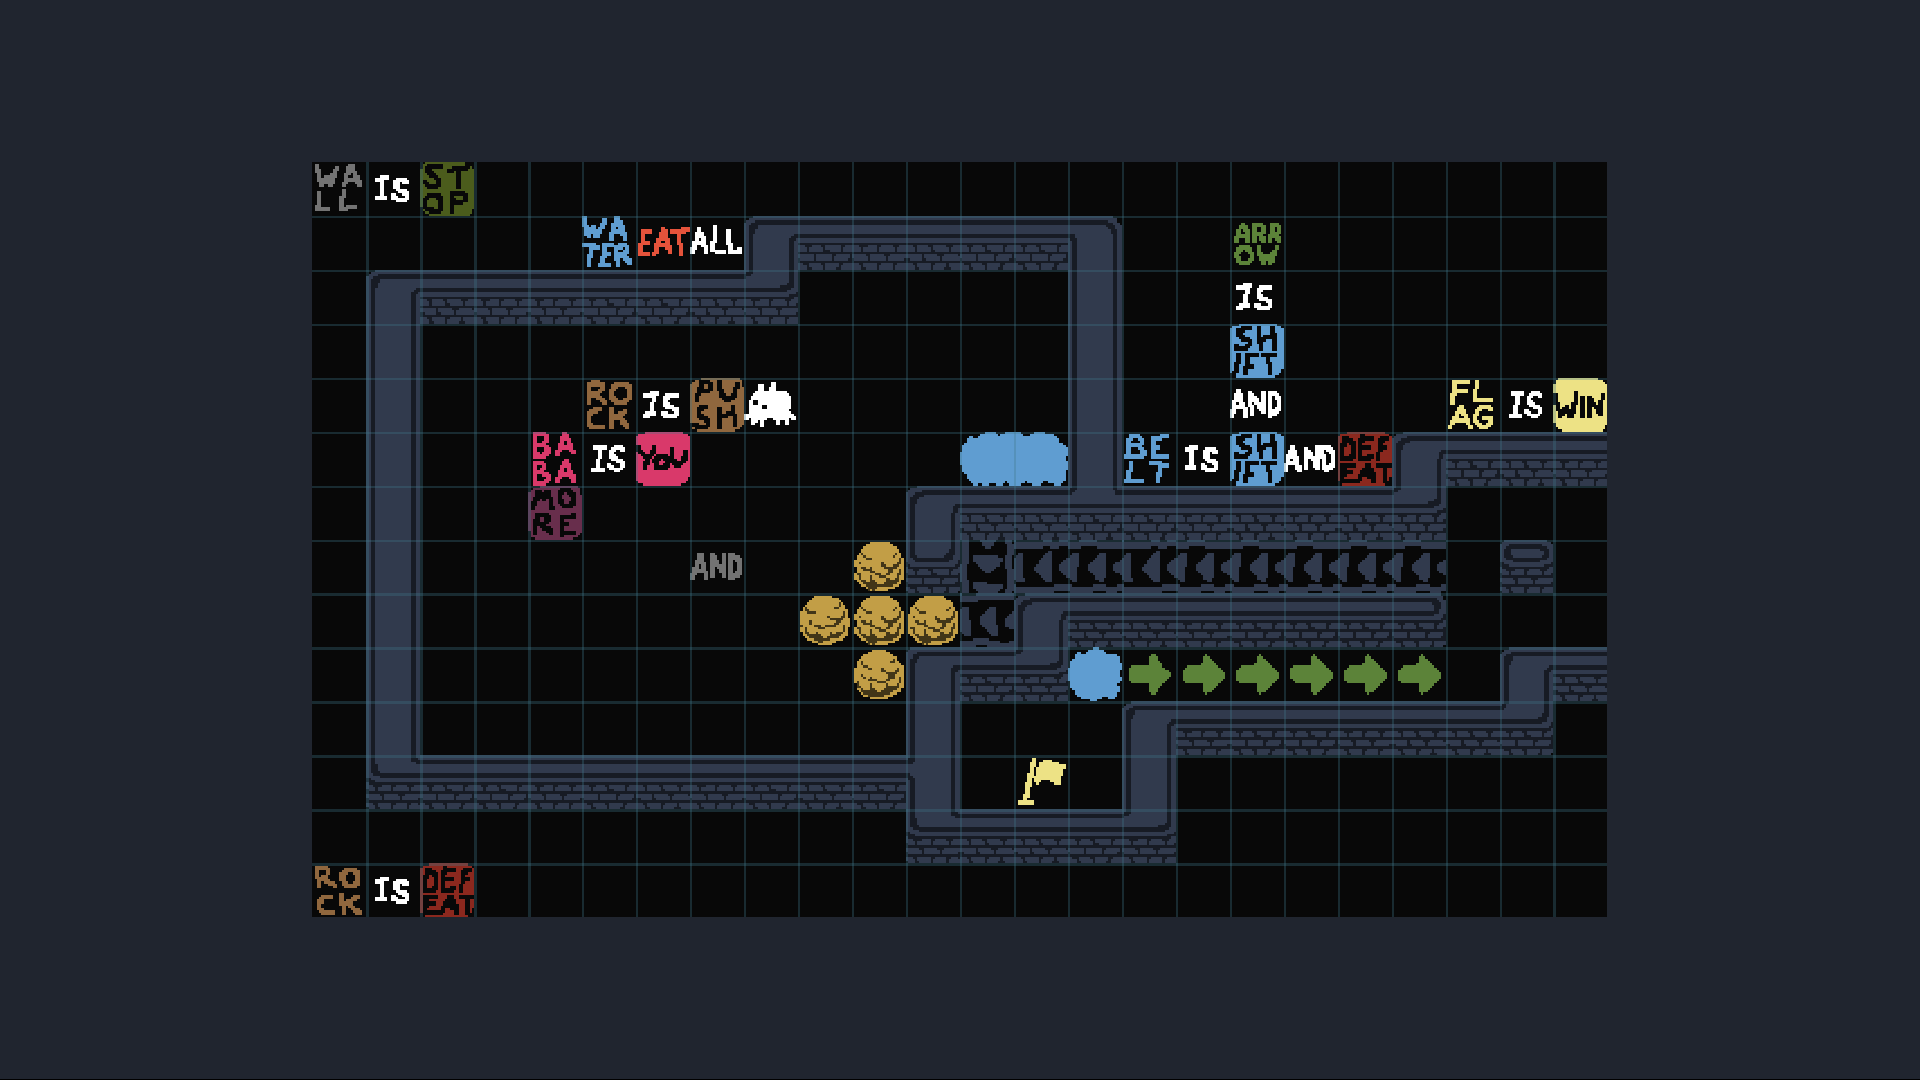 WALL IS STOP
WATER EAT ALL
ARROW
IS
SHIFT
AND
ROCK IS PUSH
FLAG IS WIN
BABA IS YOU
BELT IS SHIFT AND DEFEAT
MORE
AND
ROCK IS DEFEAT